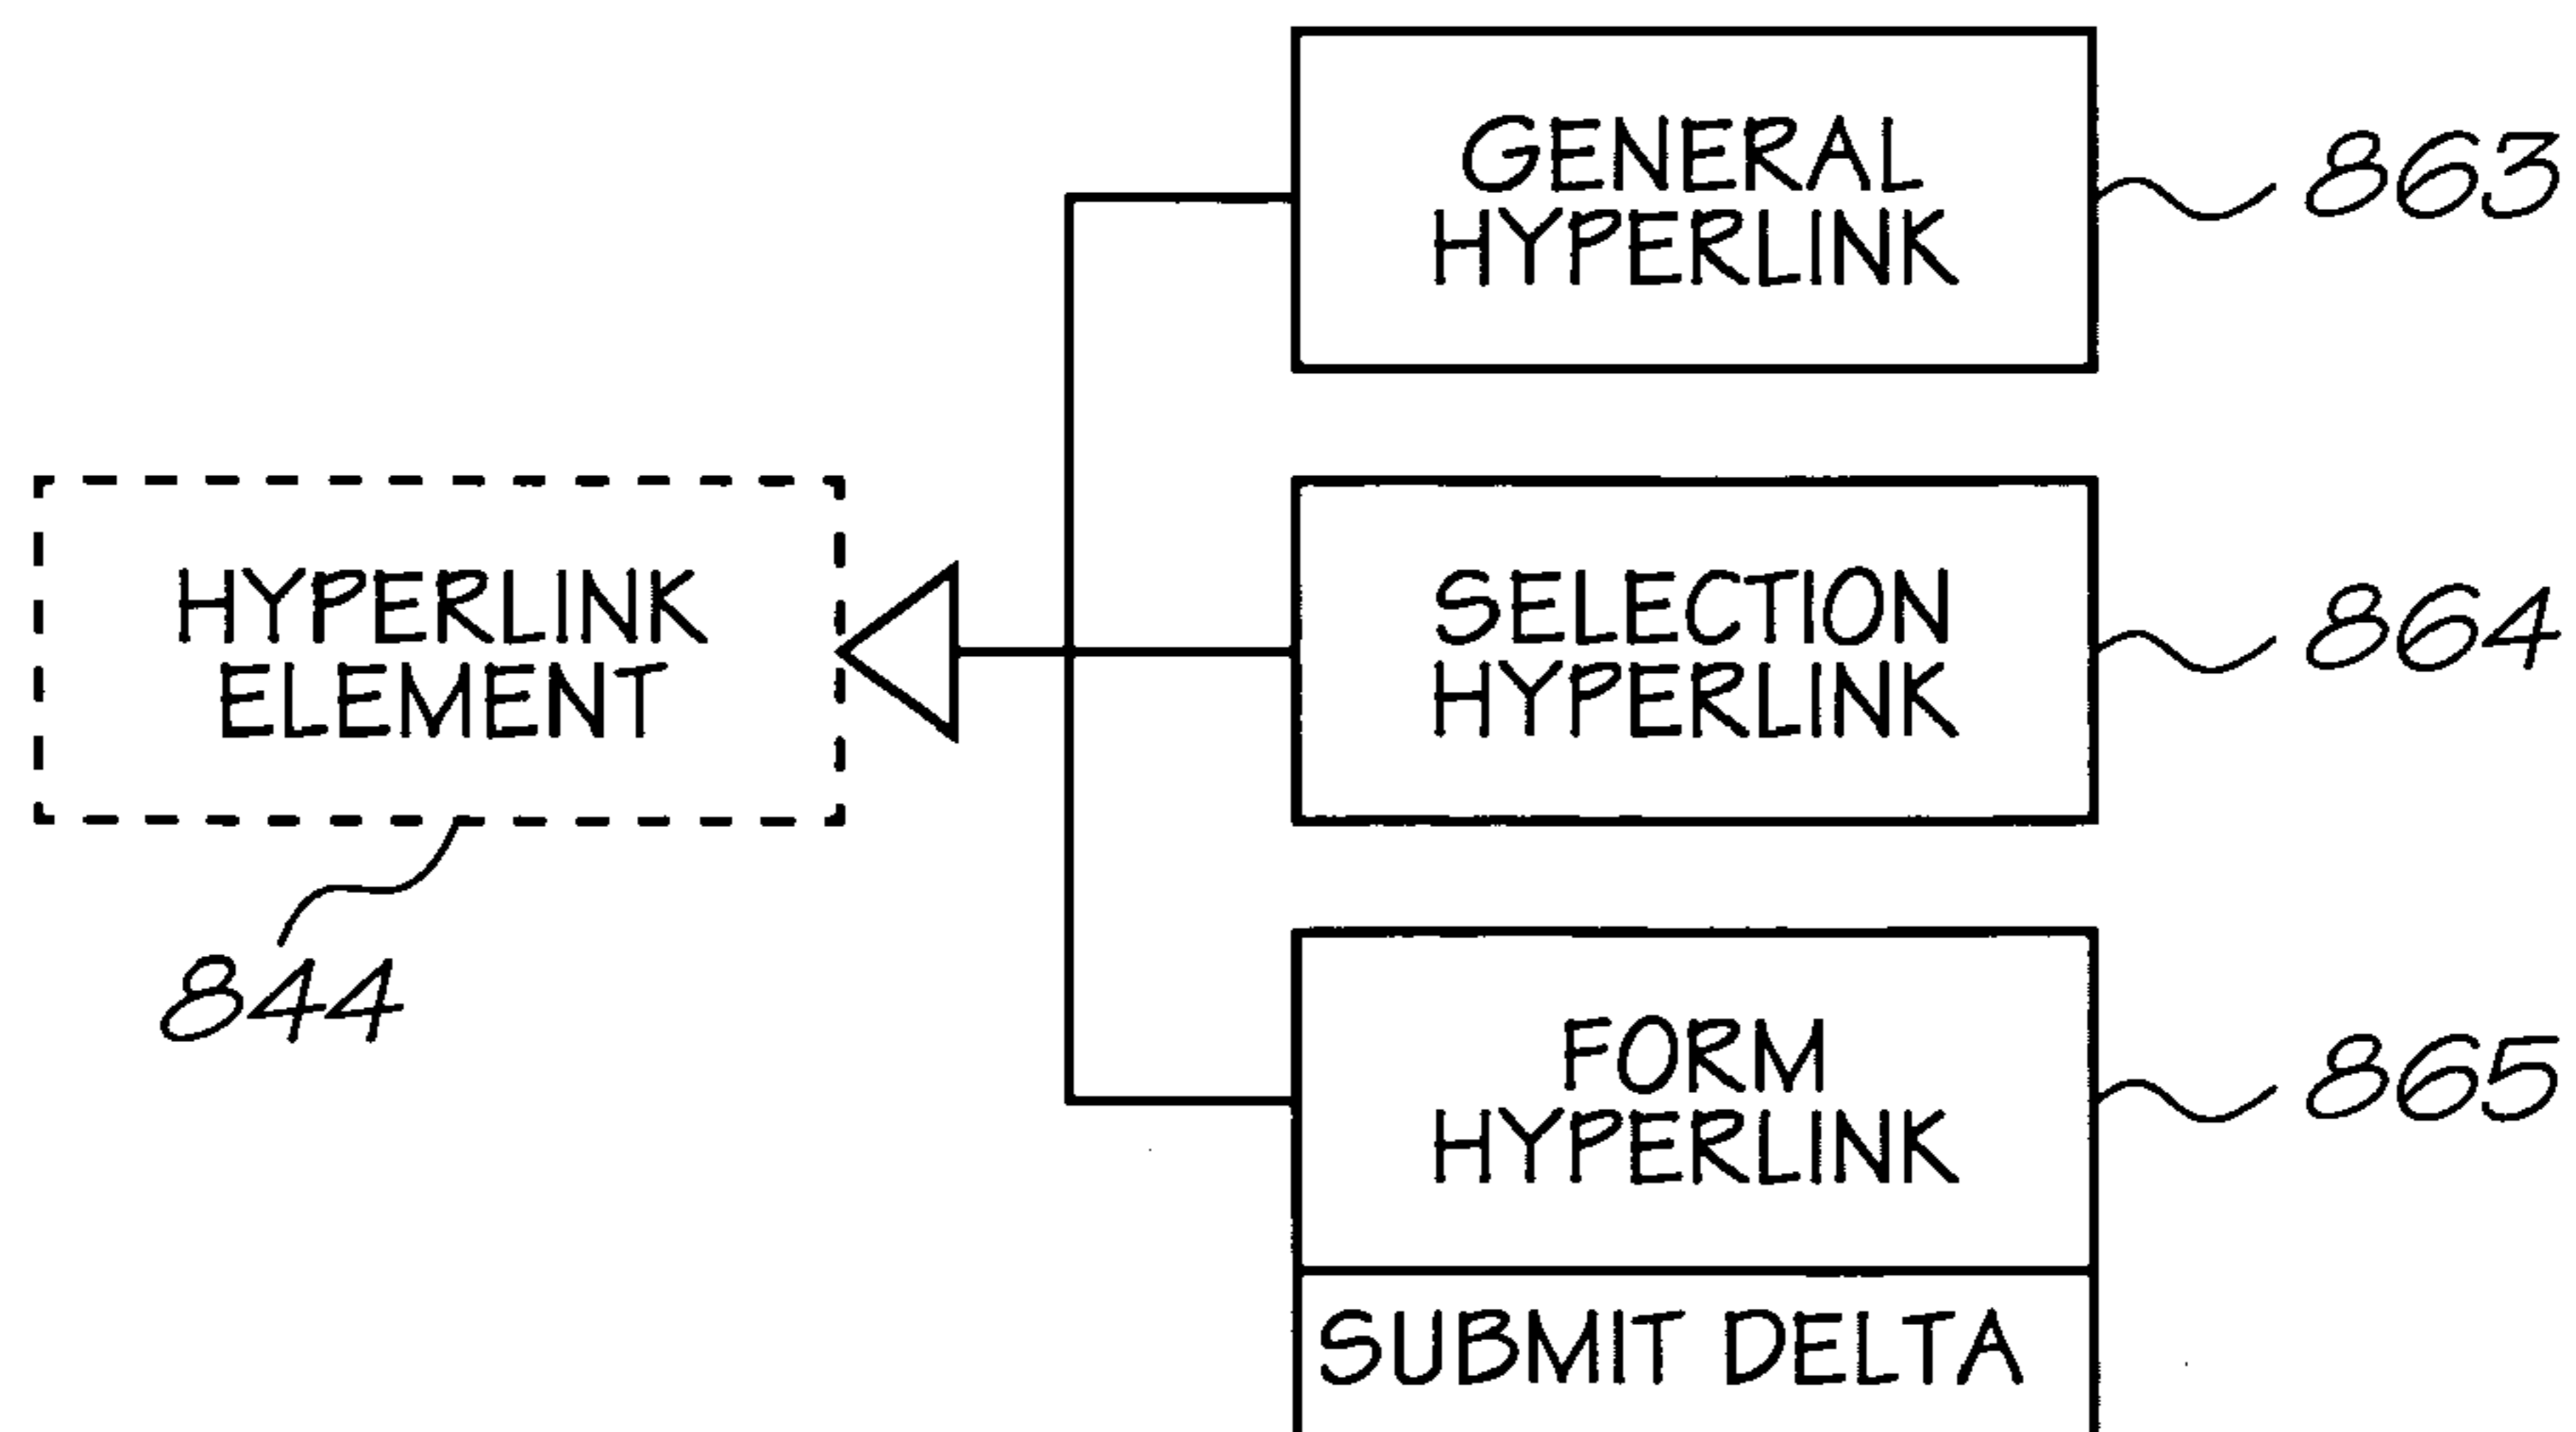 GENERAL
HYPERLINK
863
HYPERLINK
ELEMENT
844
SELECTION
HYPERLINK
864
FORM
HYPERLINK
865
SUBMIT DELTA